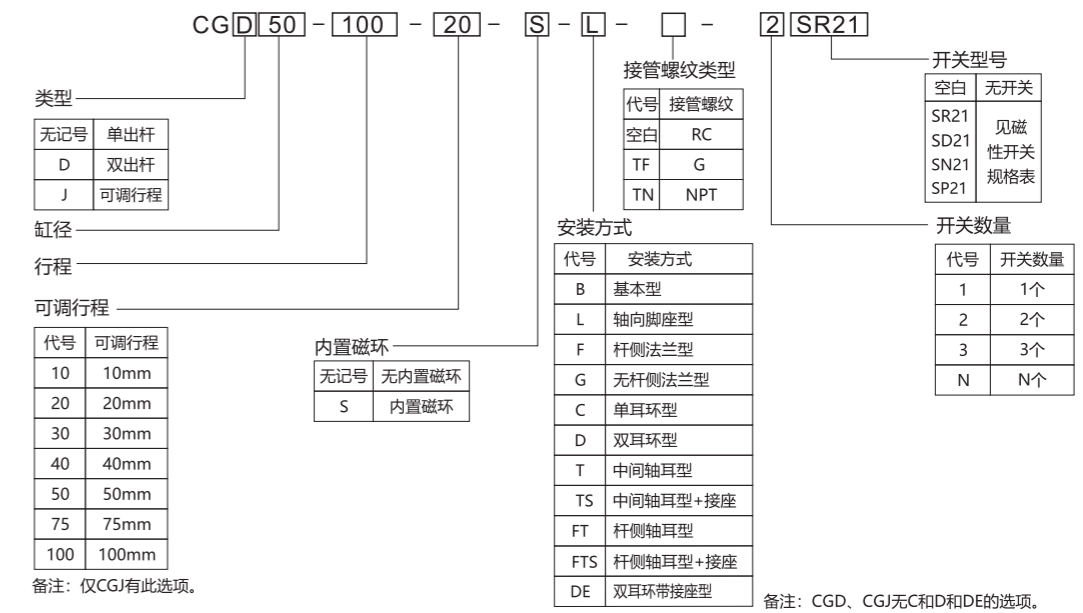 CGD50-100-20-S-L-□-2SR21
类型
无记号 单出杆
D 双出杆
J 可调行程
缸径
行程
可调行程
代号 可调行程
10 10mm
20 20mm
30 30mm
40 40mm
50 50mm
75 75mm
100 100mm
备注：仅CGJ有此选项。
内置磁环
无记号 无内置磁环
S 内置磁环
接管螺纹类型
代号 接管螺纹
空白 RC
TF G
TN NPT
安装方式
代号 安装方式
B 基本型
L 轴向脚座型
F 杆侧法兰型
G 无杆侧法兰型
C 单耳环型
D 双耳环型
T 中间轴耳型
TS 中间轴耳型+接座
FT 杆侧轴耳型
FTS 杆侧轴耳型+接座
DE 双耳环带接座型
开关型号
空白 无开关
SR21
SD21
SN21
SP21
见磁
性开关
规格表
开关数量
代号 开关数量
1 1个
2 2个
3 3个
N N个
备注：CGD、CGJ无C和D和DE的选项。